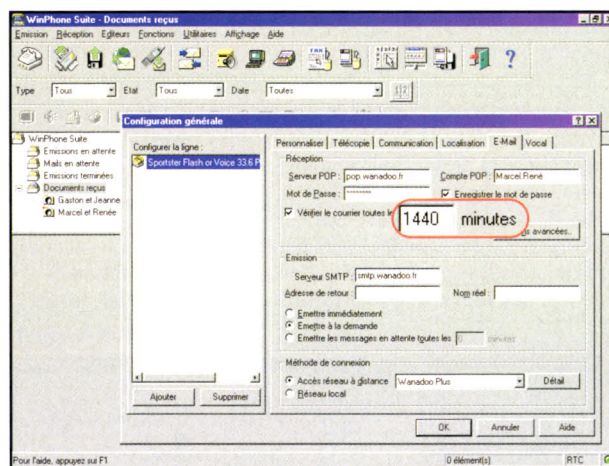 WinPhone Suite - Documents reçus
Emission Réception Editeurs Fonctions Utilitaires Affichage Aide
Type Tous Etat Tous Date Toutes
Configuration générale
WinPhone Suite
Emissions en attente
Mails en attente
Emissions terminées
Documents reçus
Gaston et Jeanne
Marcel et Renée
Configurer la ligne :
Sportster Flash or Voice 33.6 F
Ajouter Supprimer
Personnaliser Télécopie Communication Localisation E-Mail Vocal
Réception
Serveur POP : pop.wanadoo.fr Compte POP : Marcel.René
Mot de Passe : ******** Enregistrer le mot de passe
Vérifier le courrier toutes le 1440 minutes
avancées..
Emission
Serveur SMTP : smtp.wanadoo.fr
Adresse de retour : Nom réel :
Emettre immédiatement
Emettre à la demande
Emettre les messages en attente toutes les 0 minutes
Méthode de connexion
Accès réseau à distance Wanadoo Plus Détail
Réseau local
OK Annuler Aide
Pour l'aide, appuyez sur F1 0 élément(s) RTC